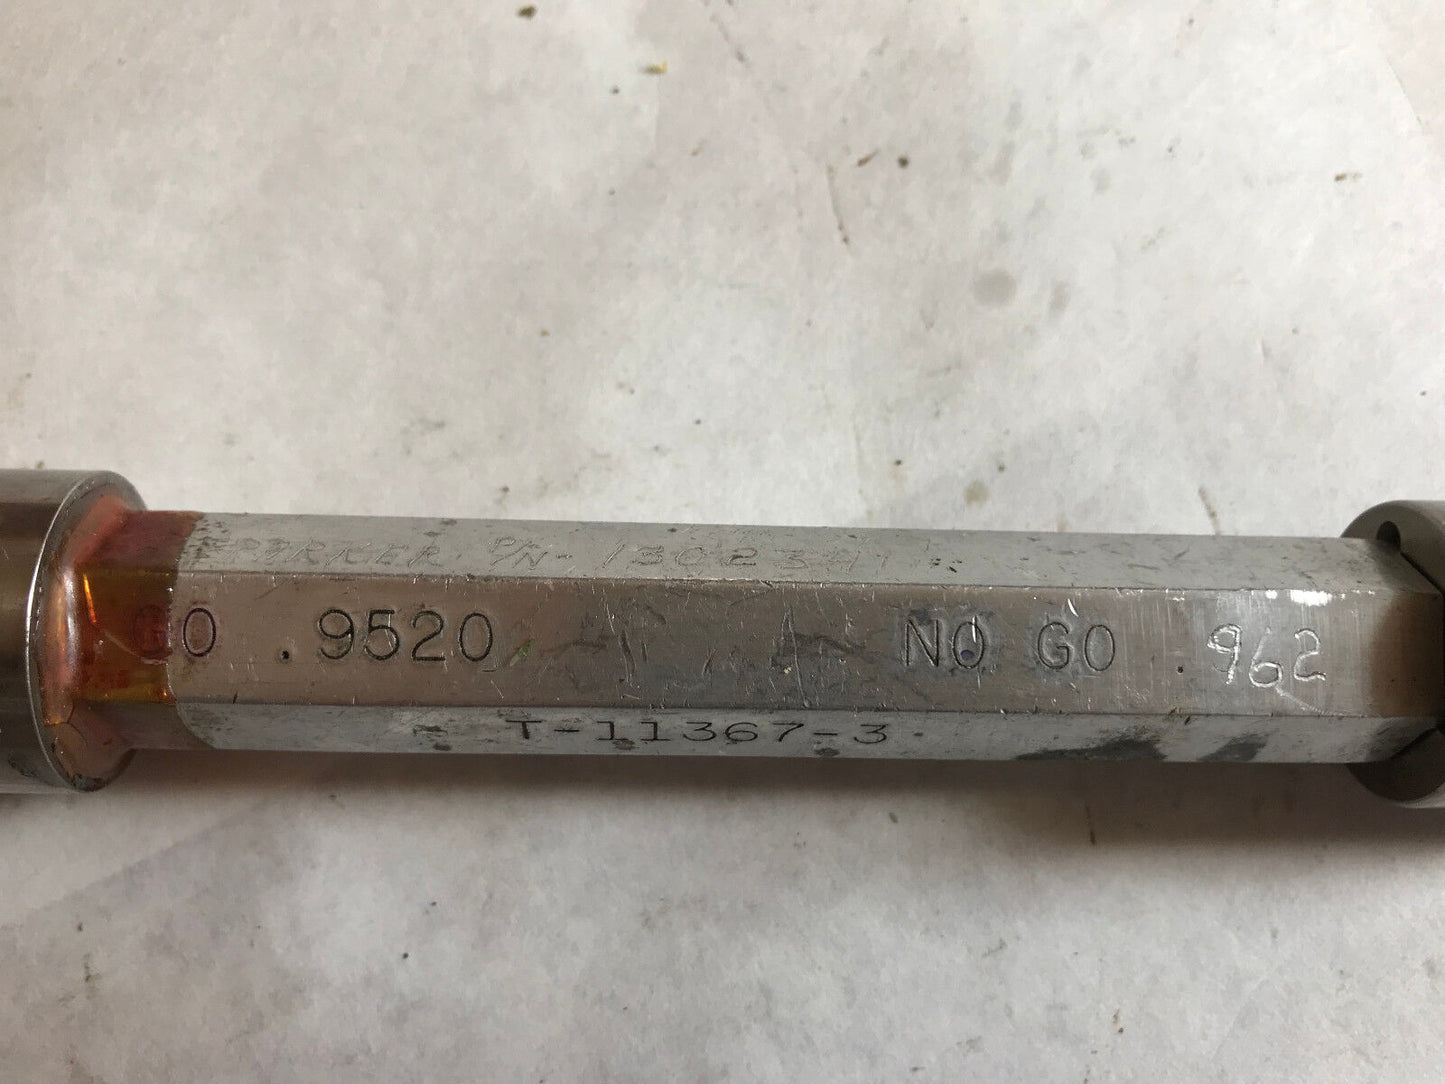 PARKER P/N- 130234
GO .9520 NO GO .962
T-11367-3